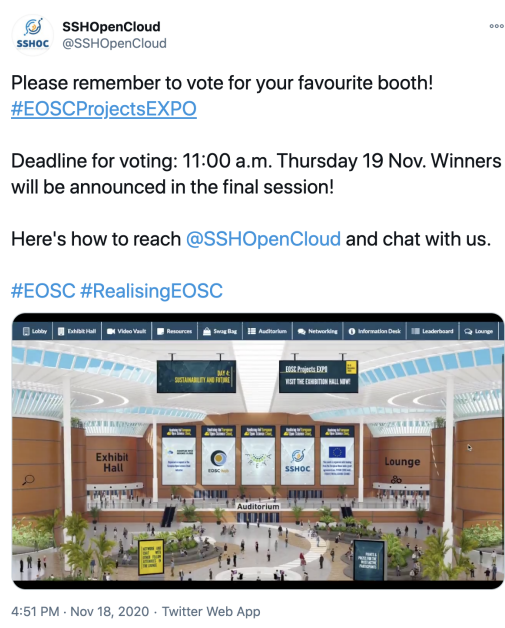 SSHOpenCloud
@SSHOpenCloud
SSHOC
Please remember to vote for your favourite booth!
#EOSCProjectsEXPO
Deadline for voting: 11:00 a.m. Thursday 19 Nov. Winners
will be announced in the final session!
Here's how to reach @SSHOpenCloud and chat with us.
#EOSC #RealisingEOSC
Lobby Exhibit Hall Video Vault Resources Swag Bag Auditorium Networking Information Desk Leaderboard Lounge
DAY 4:
SUSTAINABILITY AND FUTURE
EOSC Projects EXPO
VISIT THE EXHIBITION HALL NOW!
Exhibit
Hall
EOSC
SSHOC
Lounge
Auditorium
4:51 PM · Nov 18, 2020 · Twitter Web App